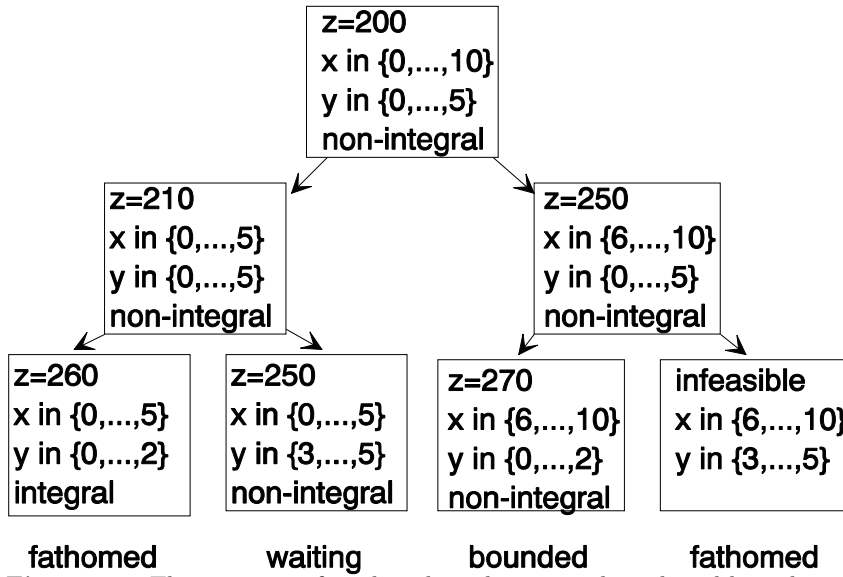 z=200
x in {0,...,10}
y in {0,...,5}
non-integral
z=210
x in {0,...,5}
y in {0,...,5}
non-integral
z=250
x in {6,...,10}
y in {0,...,5}
non-integral
z=260
x in {0,...,5}
y in {0,...,2}
integral
z=250
x in {0,...,5}
y in {3,...,5}
non-integral
z=270
x in {6,...,10}
y in {0,...,2}
non-integral
infeasible
x in {6,...,10}
y in {3,...,5}
fathomed
waiting
bounded
fathomed